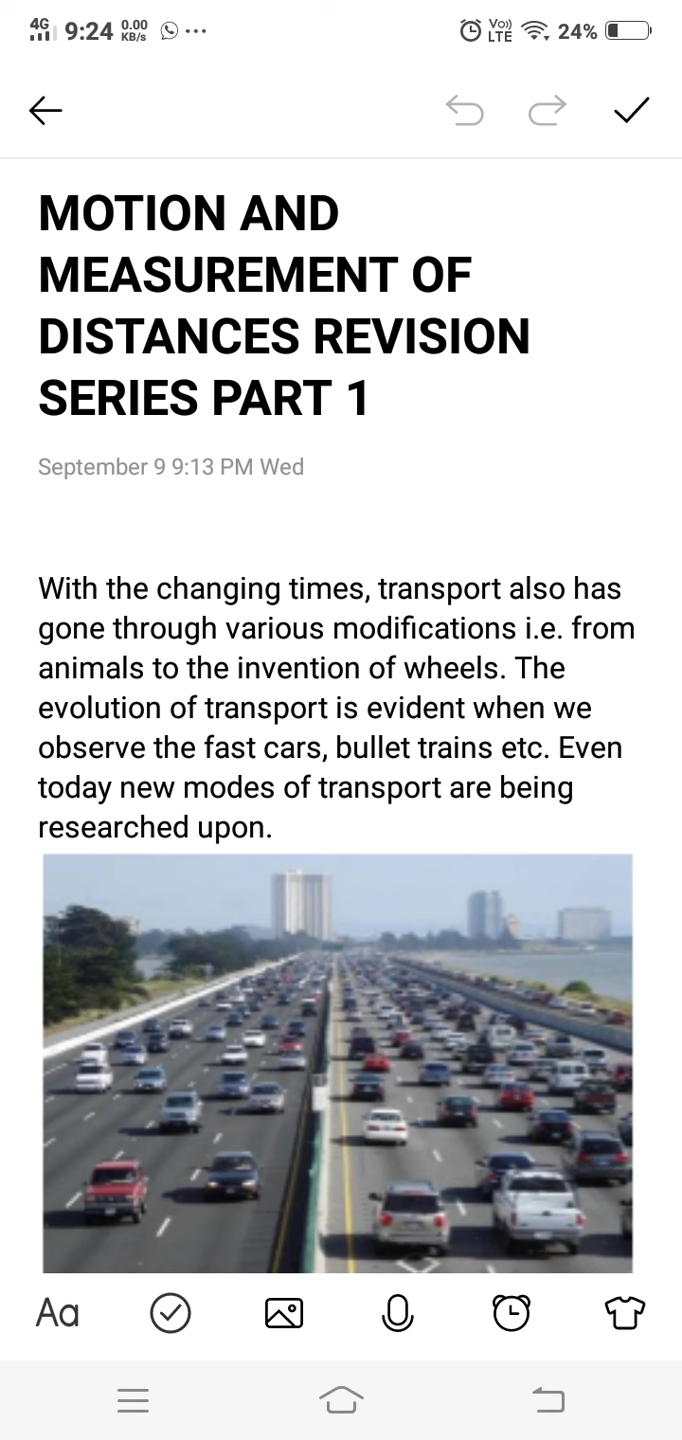 4G 9:24 0.00 KB/s ... Vo)) LTE 24%
MOTION AND
MEASUREMENT OF
DISTANCES REVISION
SERIES PART 1
September 9 9:13 PM Wed
With the changing times, transport also has
gone through various modifications i.e. from
animals to the invention of wheels. The
evolution of transport is evident when we
observe the fast cars, bullet trains etc. Even
today new modes of transport are being
researched upon.
Aa